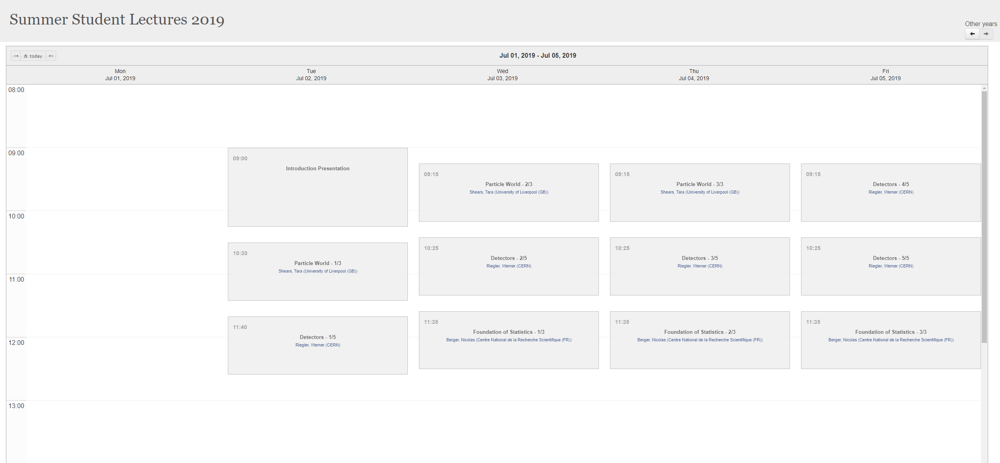 Summer Student Lectures 2019
Other years
today
Jul 01, 2019 - Jul 05, 2019
Mon
Jul 01, 2019
Tue
Jul 02, 2019
Wed
Jul 03, 2019
Thu
Jul 04, 2019
Fri
Jul 05, 2019
08:00
09:00
10:00
11:00
12:00
13:00
09:00
Introduction Presentation
10:30
Particle World - 1/3
Shears, Tara (University of Liverpool (GB))
11:40
Detectors - 1/5
Riegler, Werner (CERN)
09:15
Particle World - 2/3
Shears, Tara (University of Liverpool (GB))
10:25
Detectors - 2/5
Riegler, Werner (CERN)
11:35
Foundation of Statistics - 1/3
Berger, Nicolas (Centre National de la Recherche Scientifique (FR))
09:15
Particle World - 3/3
Shears, Tara (University of Liverpool (GB))
10:25
Detectors - 3/5
Riegler, Werner (CERN)
11:35
Foundation of Statistics - 2/3
Berger, Nicolas (Centre National de la Recherche Scientifique (FR))
09:15
Detectors - 4/5
Riegler, Werner (CERN)
10:25
Detectors - 5/5
Riegler, Werner (CERN)
11:35
Foundation of Statistics - 3/3
Berger, Nicolas (Centre National de la Recherche Scientifique (FR))